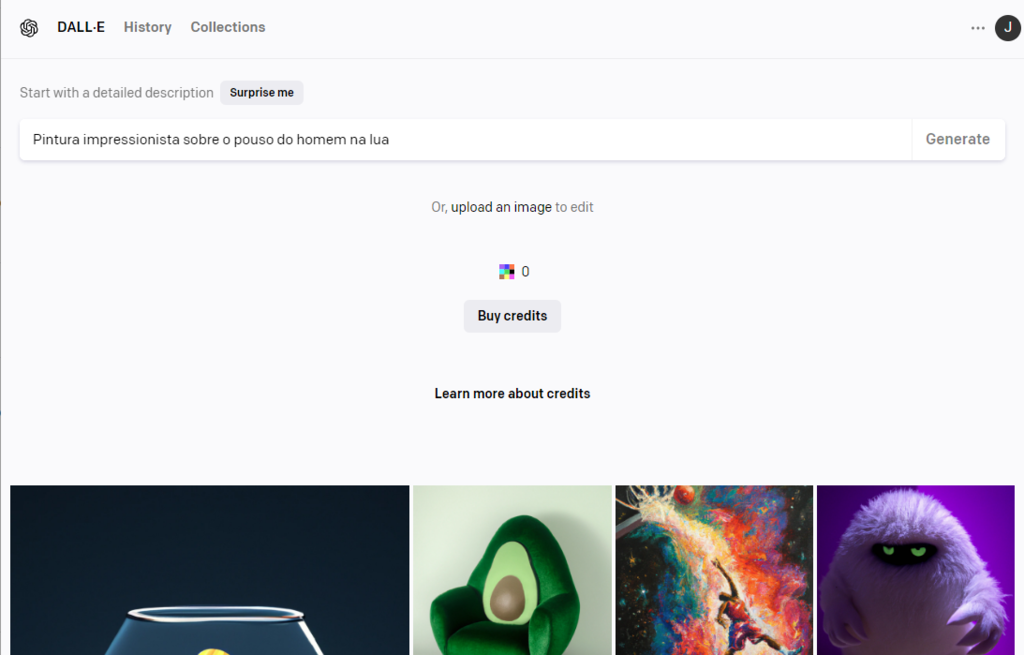 DALL·E History Collections ··· J
Start with a detailed description Surprise me
Pintura impressionista sobre o pouso do homem na lua Generate
Or, upload an image to edit
0
Buy credits
Learn more about credits